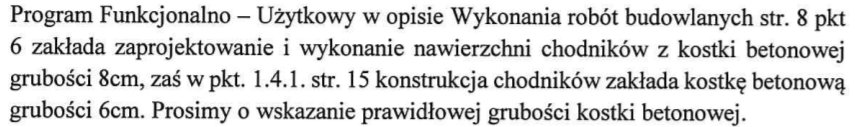 Program Funkcjonalno – Użytkowy w opisie Wykonania robót budowlanych str. 8 pkt
6 zakłada zaprojektowanie i wykonanie nawierzchni chodników z kostki betonowej
grubości 8cm, zaś w pkt. 1.4.1. str. 15 konstrukcja chodników zakłada kostkę betonową
grubości 6cm. Prosimy o wskazanie prawidłowej grubości kostki betonowej.